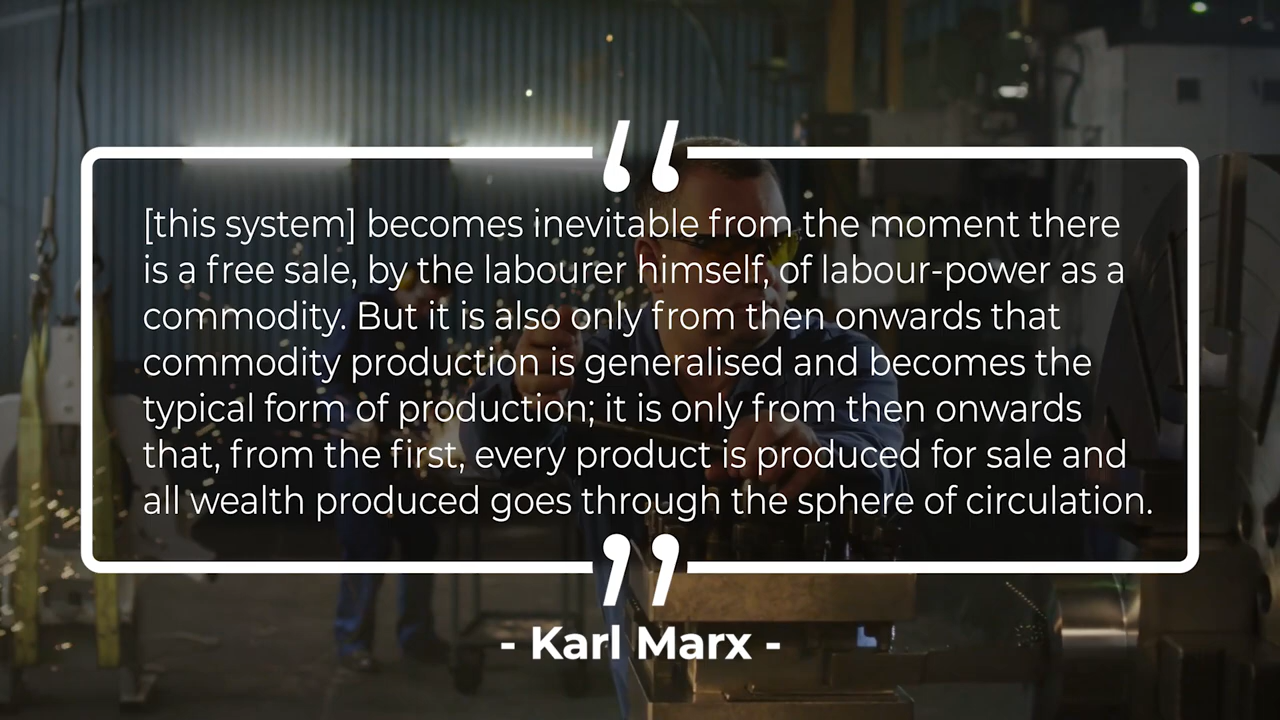 “
[this system] becomes inevitable from the moment there
is a free sale, by the labourer himself, of labour-power as a
commodity. But it is also only from then onwards that
commodity production is generalised and becomes the
typical form of production; it is only from then onwards
that, from the first, every product is produced for sale and
all wealth produced goes through the sphere of circulation.
”
- Karl Marx -